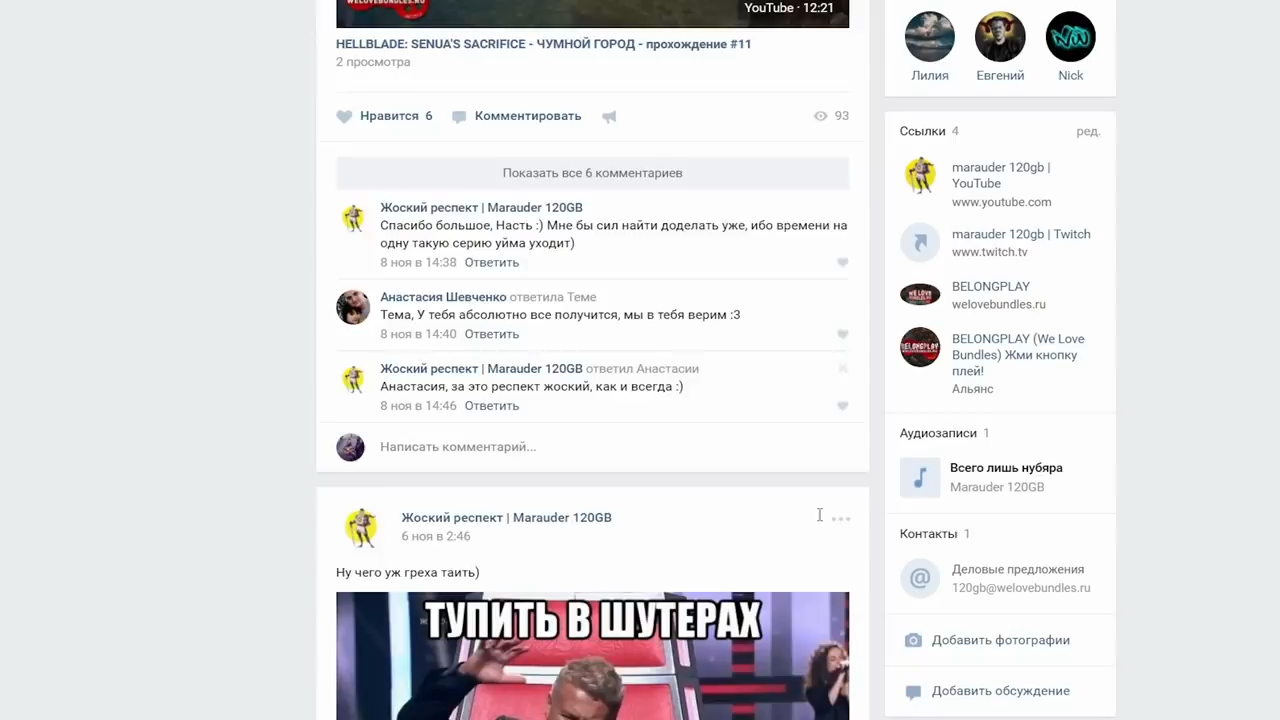 WELOVEBUNDLES.RU
YouTube · 12:21
HELLBLADE: SENUA'S SACRIFICE - ЧУМНОЙ ГОРОД - прохождение #11
2 просмотра
Нравится 6
Комментировать
93
Показать все 6 комментариев
Жоский респект | Marauder 120GB
Спасибо большое, Насть :) Мне бы сил найти доделать уже, ибо времени на
одну такую серию уйма уходит)
8 ноя в 14:38 Ответить
Анастасия Шевченко ответила Теме
Тема, У тебя абсолютно все получится, мы в тебя верим :3
8 ноя в 14:40 Ответить
Жоский респект | Marauder 120GB ответил Анастасии
Анастасия, за это респект жоский, как и всегда :)
8 ноя в 14:46 Ответить
Написать комментарий...
Жоский респект | Marauder 120GB
6 ноя в 2:46
Ну чего уж греха таить)
ТУПИТЬ В ШУТЕРАХ
Лилия
Евгений
Nick
Ссылки 4
ред.
marauder 120gb |
YouTube
www.youtube.com
marauder 120gb | Twitch
www.twitch.tv
WE LOVE
BUNDLES
BELONGPLAY
welovebundles.ru
BELONGPLAY
BELONGPLAY (We Love
Bundles) Жми кнопку
плей!
Альянс
Аудиозаписи 1
Всего лишь нубяра
Marauder 120GB
Контакты 1
Деловые предложения
120gb@welovebundles.ru
Добавить фотографии
Добавить обсуждение